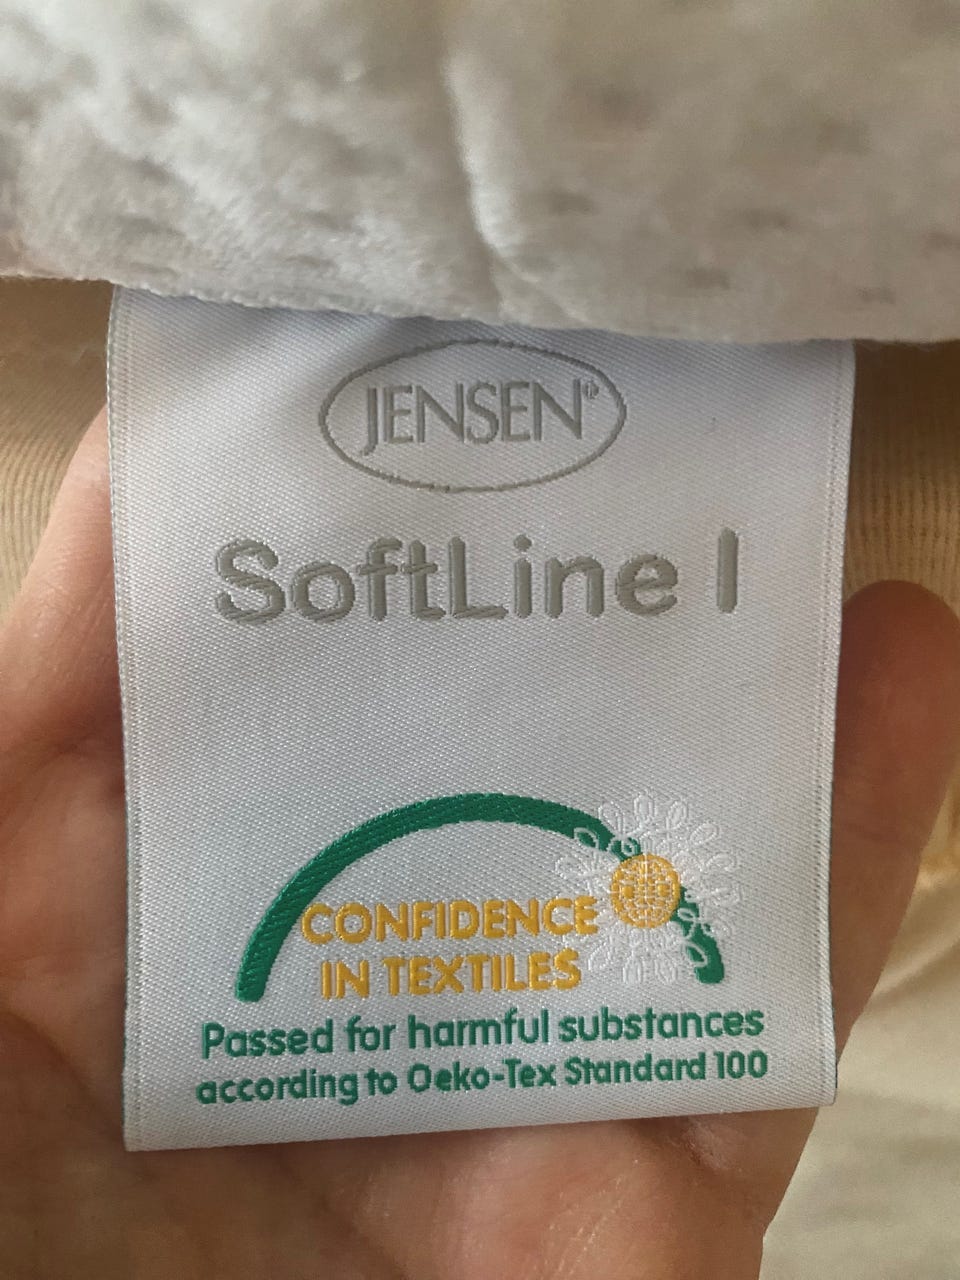 JENSEN®
SoftLine I
CONFIDENCE
IN TEXTILES
Passed for harmful substances
according to Oeko-Tex Standard 100